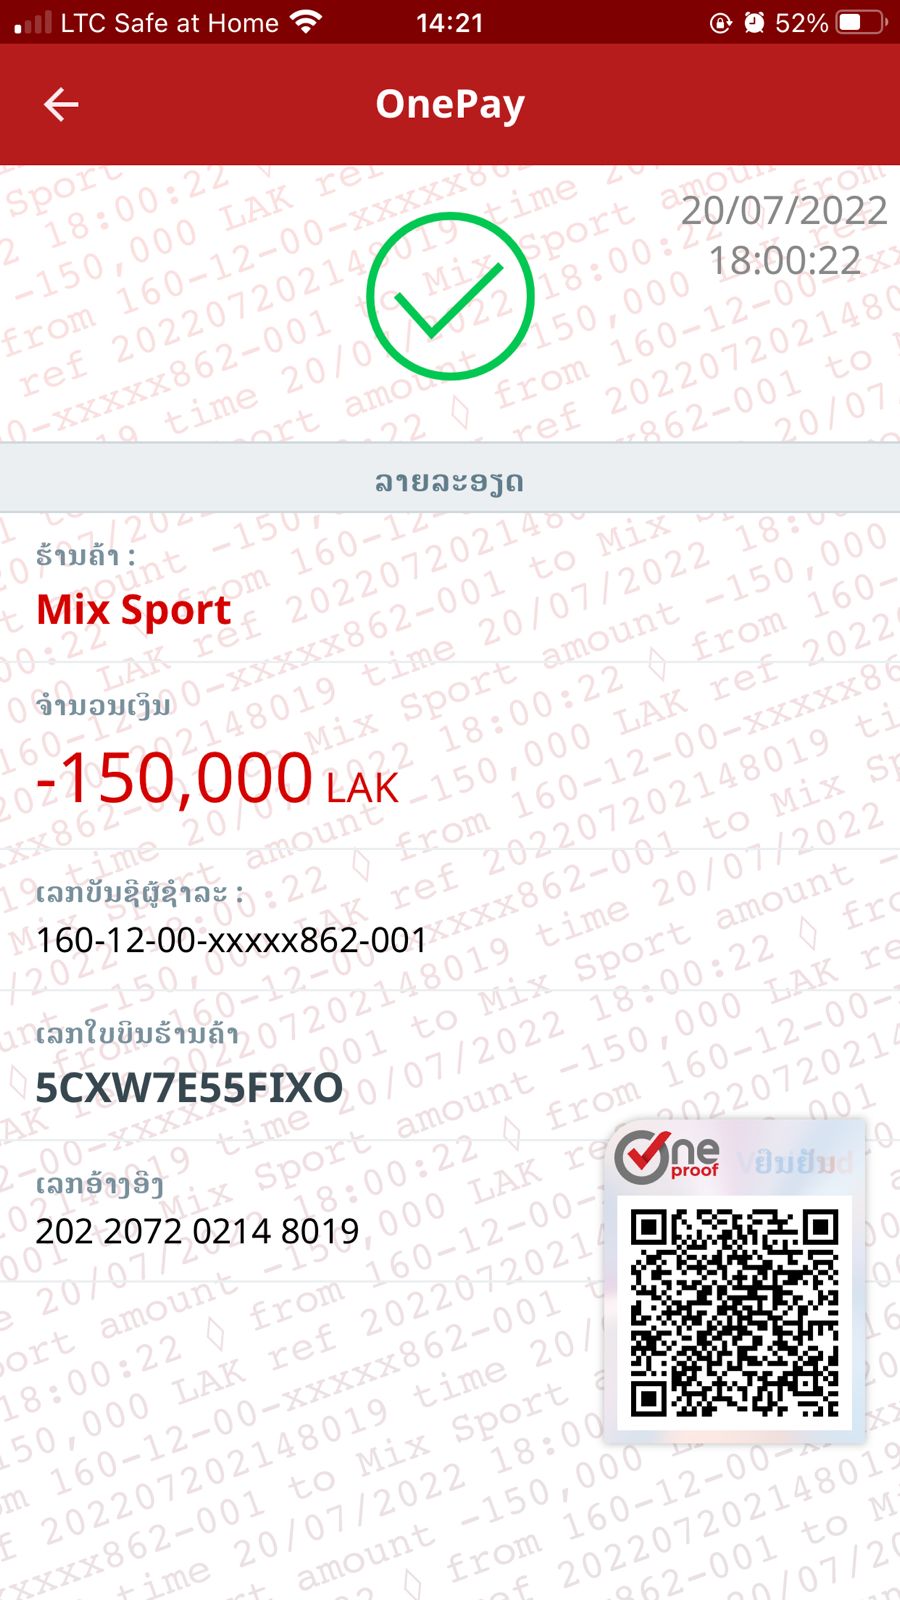 LTC Safe at Home 14:21 52%
OnePay
20/07/2022
18:00:22
ລາຍລະອຽດ
ຮ້ານຄ້າ :
Mix Sport
ຈຳນວນເງິນ
-150,000 LAK
ເລກບັນຊີຜູ້ຊຳລະ :
160-12-00-xxxxx862-001
ເລກໃບບິນຮ້ານຄ້າ
5CXW7E55FIXO
ເລກອ້າງອີງ
202 2072 0214 8019
One proof ຢືນຢັນ